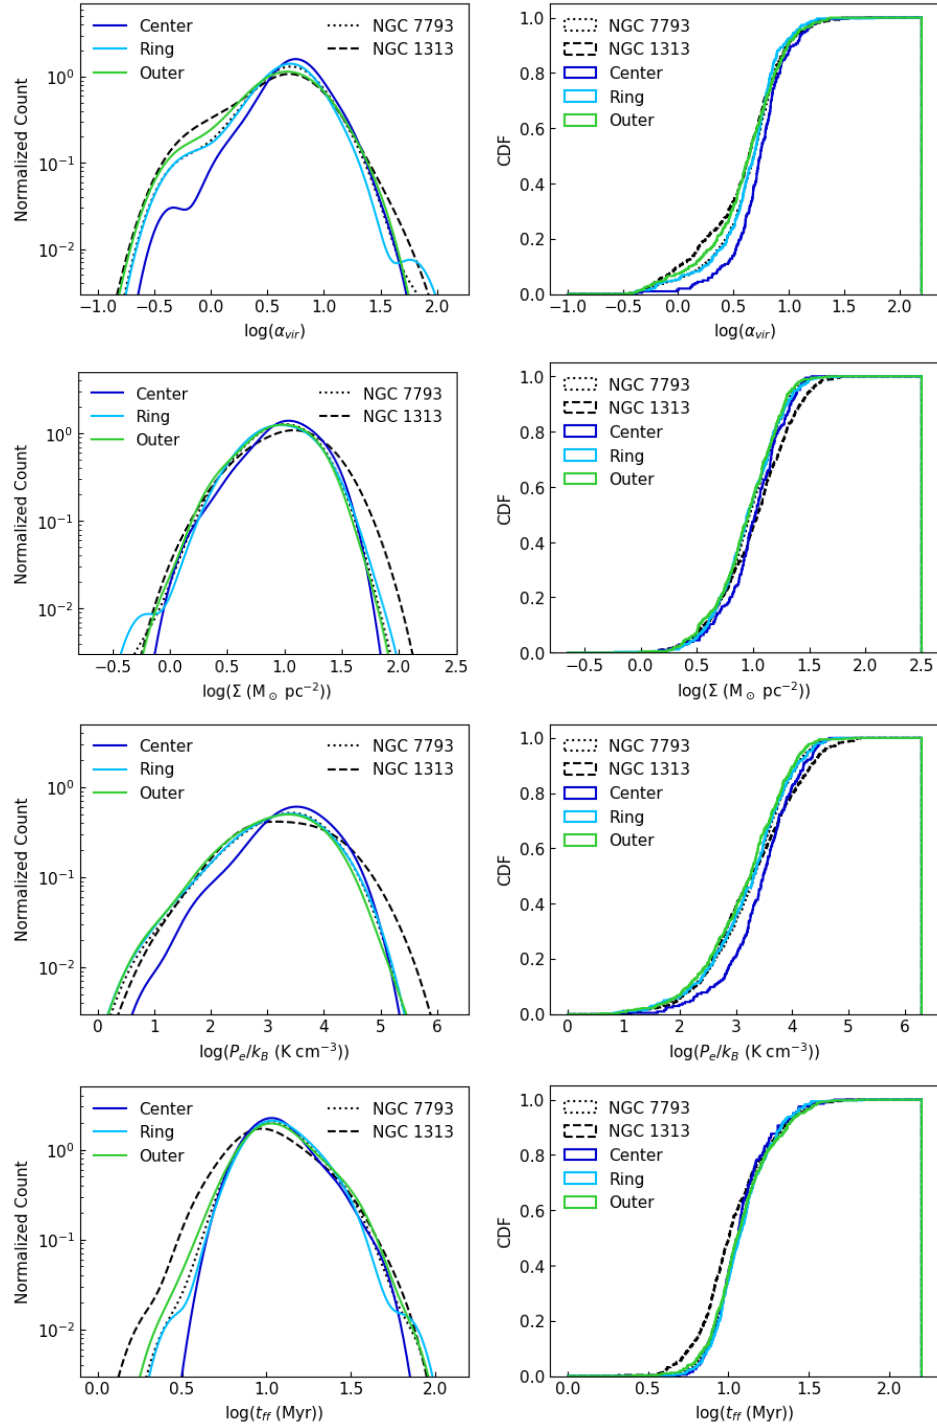 Center
Ring
Outer
NGC 7793
NGC 1313
Normalized Count
10⁰
10⁻¹
10⁻²
−1.0 −0.5 0.0 0.5 1.0 1.5 2.0
log(α_vir)
1.0
0.8
0.6
0.4
0.2
0.0
CDF
NGC 7793
NGC 1313
Center
Ring
Outer
−1.0 −0.5 0.0 0.5 1.0 1.5 2.0
log(α_vir)
Center
Ring
Outer
NGC 7793
NGC 1313
Normalized Count
10⁰
10⁻¹
10⁻²
−0.5 0.0 0.5 1.0 1.5 2.0 2.5
log(Σ (M⊙ pc⁻²))
1.0
0.8
0.6
0.4
0.2
0.0
CDF
NGC 7793
NGC 1313
Center
Ring
Outer
−0.5 0.0 0.5 1.0 1.5 2.0 2.5
log(Σ (M⊙ pc⁻²))
Center
Ring
Outer
NGC 7793
NGC 1313
Normalized Count
10⁰
10⁻¹
10⁻²
0 1 2 3 4 5 6
log(P_e/k_B (K cm⁻³))
1.0
0.8
0.6
0.4
0.2
0.0
CDF
NGC 7793
NGC 1313
Center
Ring
Outer
0 1 2 3 4 5 6
log(P_e/k_B (K cm⁻³))
Center
Ring
Outer
NGC 7793
NGC 1313
Normalized Count
10⁰
10⁻¹
10⁻²
0.0 0.5 1.0 1.5 2.0
log(t_ff (Myr))
1.0
0.8
0.6
0.4
0.2
0.0
CDF
NGC 7793
NGC 1313
Center
Ring
Outer
0.0 0.5 1.0 1.5 2.0
log(t_ff (Myr))